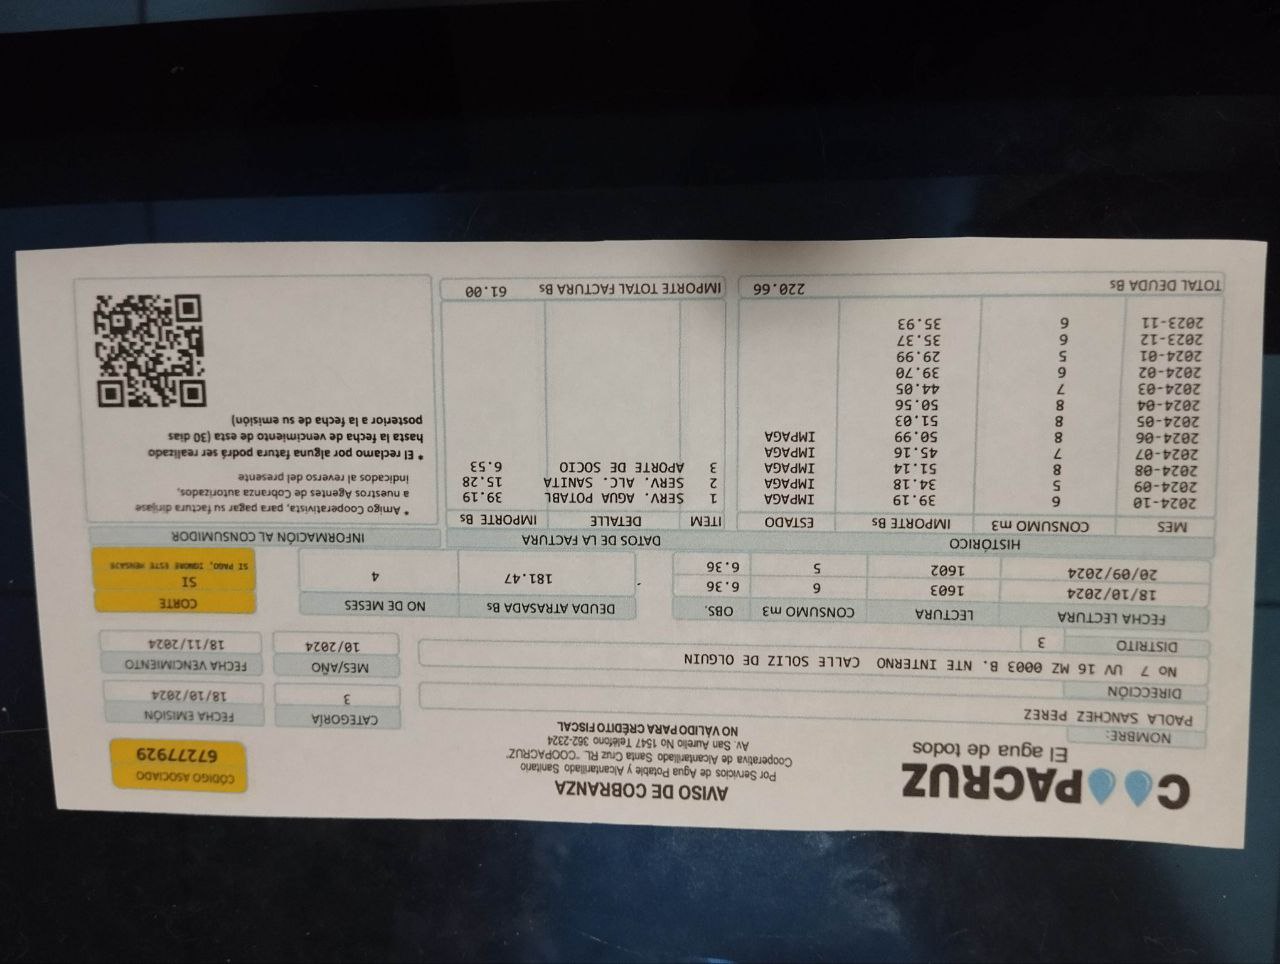 COOPACRUZ
El agua de todos
AVISO DE COBRANZA
Por Servicios de Agua Potable y Alcantarillado Sanitario
Cooperativa de Alcantarillado Santa Cruz RL. "COOPACRUZ"
Av. San Aurelio No 1547 Teléfono 362-2324
NO VÁLIDO PARA CRÉDITO FISCAL
CÓDIGO ASOCIADO
67277929
NOMBRE:
PAOLA SANCHEZ PEREZ
DIRECCIÓN
No 7 UV 16 MZ 0003 B. NTE INTERNO CALLE SOLIZ DE OLGUIN
DISTRITO 3
CATEGORÍA FECHA EMISIÓN
3 18/10/2024
MES/AÑO FECHA VENCIMIENTO
10/2024 18/11/2024
FECHA LECTURA LECTURA CONSUMO m3 OBS.
18/10/2024 1603 6 6.36
20/09/2024 1602 5 6.36
DEUDA ATRASADA Bs NO DE MESES
181.47 4
CORTE
SI
SI PAGO, IGNORE ESTE MENSAJE
HISTÓRICO
MES CONSUMO m3 IMPORTE Bs ESTADO
2024-10 6 39.19 IMPAGA
2024-09 5 34.18 IMPAGA
2024-08 8 51.14 IMPAGA
2024-07 7 45.16 IMPAGA
2024-06 8 50.99 IMPAGA
2024-05 8 51.03
2024-04 8 50.56
2024-03 7 44.05
2024-02 6 39.70
2024-01 5 29.99
2023-12 6 35.37
2023-11 6 35.93
TOTAL DEUDA Bs 220.66
DATOS DE LA FACTURA
ITEM DETALLE IMPORTE Bs
1 SERV. AGUA POTABL 39.19
2 SERV. ALC. SANITA 15.28
3 APORTE DE SOCIO 6.53
IMPORTE TOTAL FACTURA Bs 61.00
INFORMACIÓN AL CONSUMIDOR
* Amigo Cooperativista, para pagar su factura diríjase
a nuestros Agentes de Cobranza autorizados,
indicados al reverso del presente
* El reclamo por alguna fatura podrá ser realizado
hasta la fecha de vencimiento de esta (30 días
posterior a la fecha de su emisión)